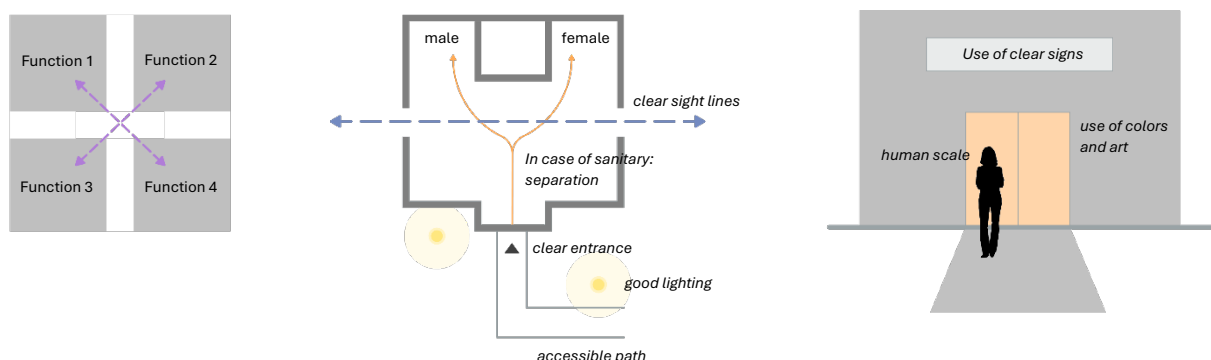 Function 1
Function 2
Function 3
Function 4
male
female
clear sight lines
In case of sanitary:
separation
clear entrance
good lighting
accessible path
Use of clear signs
human scale
use of colors
and art